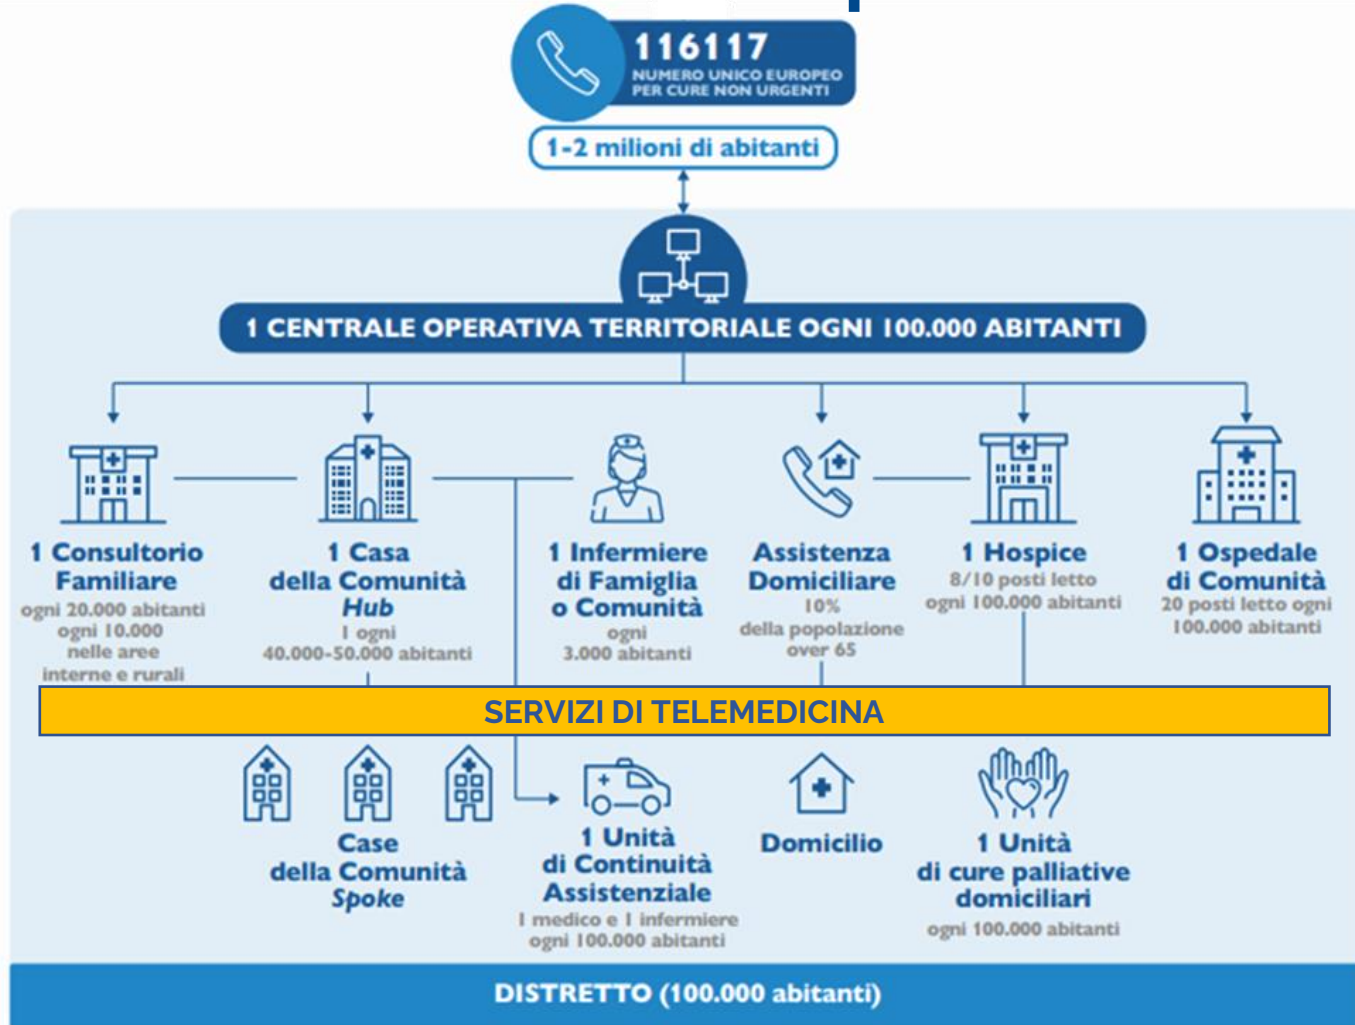 116117
NUMERO UNICO EUROPEO
PER CURE NON URGENTI
1-2 milioni di abitanti
1 CENTRALE OPERATIVA TERRITORIALE OGNI 100.000 ABITANTI
1 Consultorio
Familiare
ogni 20.000 abitanti
ogni 10.000
nelle aree
interne e rurali
1 Casa
della Comunità
Hub
1 ogni
40.000-50.000 abitanti
1 Infermiere
di Famiglia
o Comunità
ogni
3.000 abitanti
Assistenza
Domiciliare
10%
della popolazione
over 65
1 Hospice
8/10 posti letto
ogni 100.000 abitanti
1 Ospedale
di Comunità
20 posti letto ogni
100.000 abitanti
SERVIZI DI TELEMEDICINA
Case
della Comunità
Spoke
1 Unità
di Continuità
Assistenziale
1 medico e 1 infermiere
ogni 100.000 abitanti
Domicilio
1 Unità
di cure palliative
domiciliari
ogni 100.000 abitanti
DISTRETTO (100.000 abitanti)